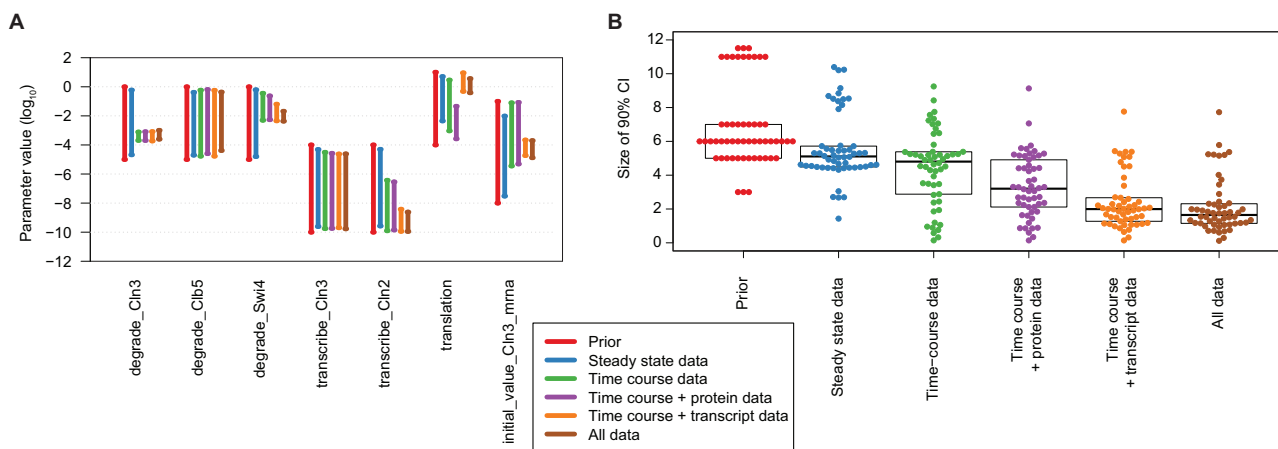 A
Parameter value (log10)
2
0
−2
−4
−6
−8
−10
−12
degrade_Cln3
degrade_Clb5
degrade_Swi4
transcribe_Cln3
transcribe_Cln2
translation
initial_value_Cln3_mrna
Prior
Steady state data
Time course data
Time course + protein data
Time course + transcript data
All data
B
Size of 90% CI
12
10
8
6
4
2
0
Prior
Steady state data
Time−course data
Time course
+ protein data
Time course
+ transcript data
All data